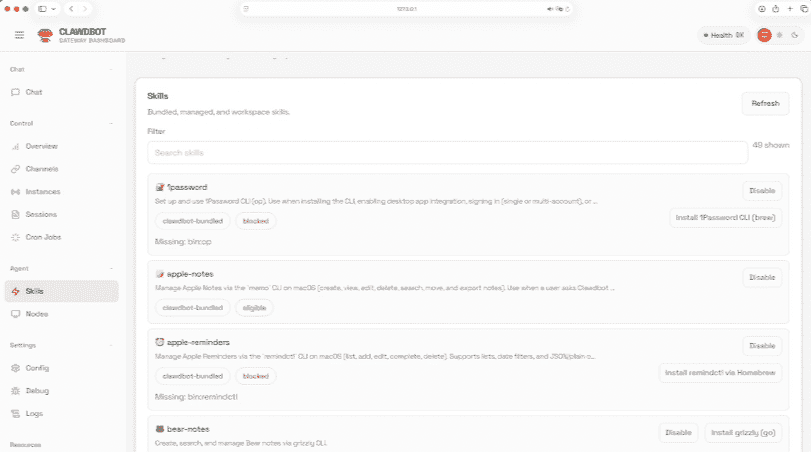 127.0.0.1
CLAWDBOT
GATEWAY DASHBOARD
Health OK
Chat
Chat
Control
Overview
Channels
Instances
Sessions
Cron Jobs
Agent
Skills
Nodes
Settings
Config
Debug
Logs
Resources
Skills
Bundled, managed, and workspace skills.
Refresh
Filter
Search skills
49 shown
1password
Set up and use 1Password CLI (op). Use when installing the CLI, enabling desktop app integration, signing in (single or multi-account), or ...
clawdbot-bundled
blocked
Missing: bin:op
Disable
Install 1Password CLI (brew)
apple-notes
Manage Apple Notes via the `memo` CLI on macOS (create, view, edit, delete, search, move, and export notes). Use when a user asks Clawdbot ...
clawdbot-bundled
eligible
Disable
apple-reminders
Manage Apple Reminders via the `remindctl` CLI on macOS (list, add, edit, complete, delete). Supports lists, date filters, and JSON/plain o...
clawdbot-bundled
blocked
Missing: bin:remindctl
Disable
Install remindctl via Homebrew
bear-notes
Create, search, and manage Bear notes via grizzly CLI.
Disable
Install grizzly (go)